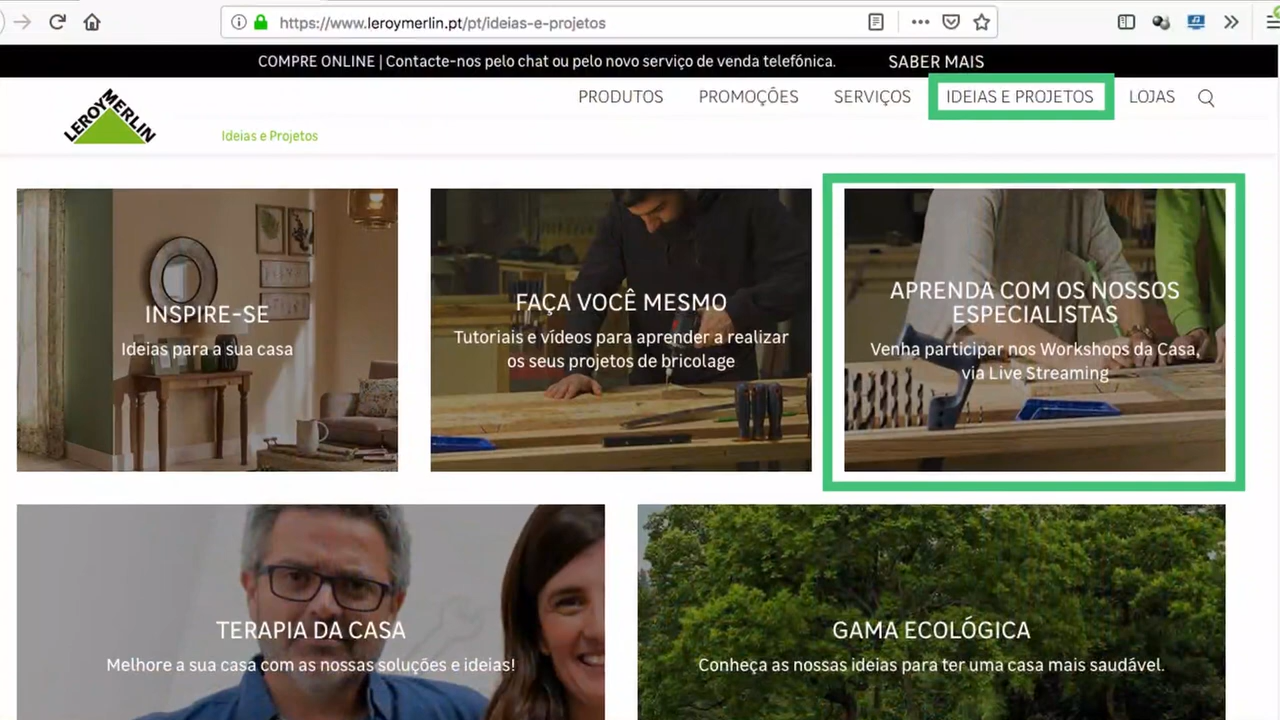 https://www.leroymerlin.pt/pt/ideias-e-projetos
COMPRE ONLINE | Contacte-nos pelo chat ou pelo novo serviço de venda telefónica. SABER MAIS
LEROY MERLIN
PRODUTOS PROMOÇÕES SERVIÇOS IDEIAS E PROJETOS LOJAS
Ideias e Projetos
INSPIRE-SE
Ideias para a sua casa
FAÇA VOCÊ MESMO
Tutoriais e vídeos para aprender a realizar
os seus projetos de bricolage
APRENDA COM OS NOSSOS
ESPECIALISTAS
Venha participar nos Workshops da Casa,
via Live Streaming
TERAPIA DA CASA
Melhore a sua casa com as nossas soluções e ideias!
GAMA ECOLÓGICA
Conheça as nossas ideias para ter uma casa mais saudável.